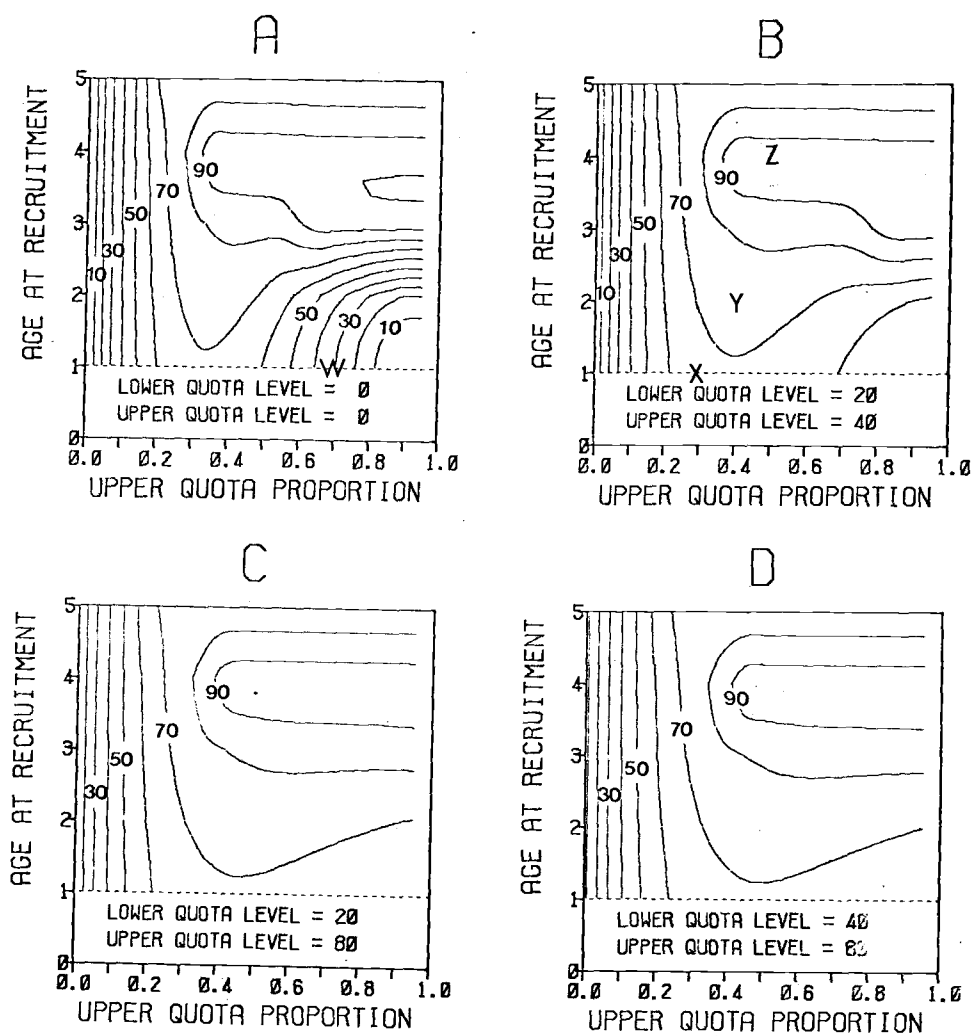 A
AGE AT RECRUITMENT
5
4
3
2
1
0
10
30
50
70
90
50
30
10
W
LOWER QUOTA LEVEL = 0
UPPER QUOTA LEVEL = 0
0.0 0.2 0.4 0.6 0.8 1.0
UPPER QUOTA PROPORTION
B
AGE AT RECRUITMENT
5
4
3
2
1
0
10
30
50
70
90
Z
Y
X
LOWER QUOTA LEVEL = 20
UPPER QUOTA LEVEL = 40
0.0 0.2 0.4 0.6 0.8 1.0
UPPER QUOTA PROPORTION
C
AGE AT RECRUITMENT
5
4
3
2
1
0
30
50
70
90
LOWER QUOTA LEVEL = 20
UPPER QUOTA LEVEL = 80
0.0 0.2 0.4 0.6 0.8 1.0
UPPER QUOTA PROPORTION
D
AGE AT RECRUITMENT
5
4
3
2
1
0
30
50
70
90
LOWER QUOTA LEVEL = 40
UPPER QUOTA LEVEL =
0.0 0.2 0.4 0.6 0.8 1.0
UPPER QUOTA PROPORTION